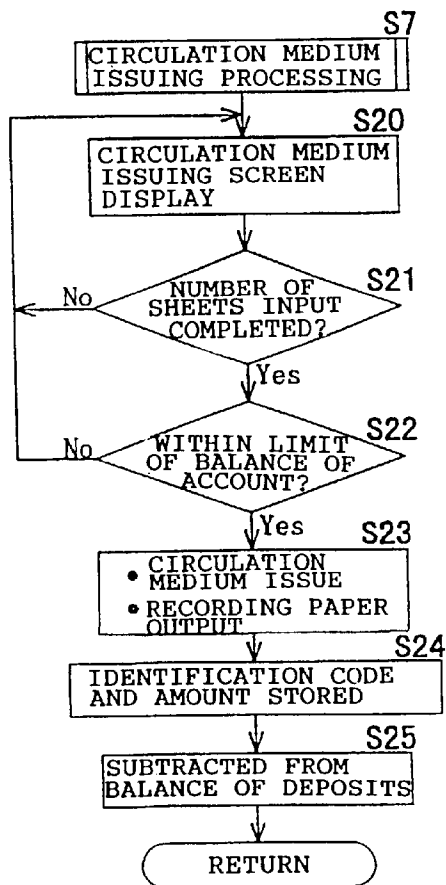 S7
CIRCULATION MEDIUM
ISSUING PROCESSING
S20
CIRCULATION MEDIUM
ISSUING SCREEN
DISPLAY
S21
No
NUMBER OF
SHEETS INPUT
COMPLETED?
Yes
S22
No
WITHIN LIMIT
OF BALANCE OF
ACCOUNT?
Yes
S23
• CIRCULATION
MEDIUM ISSUE
• RECORDING PAPER
OUTPUT
S24
IDENTIFICATION CODE
AND AMOUNT STORED
S25
SUBTRACTED FROM
BALANCE OF DEPOSITS
RETURN